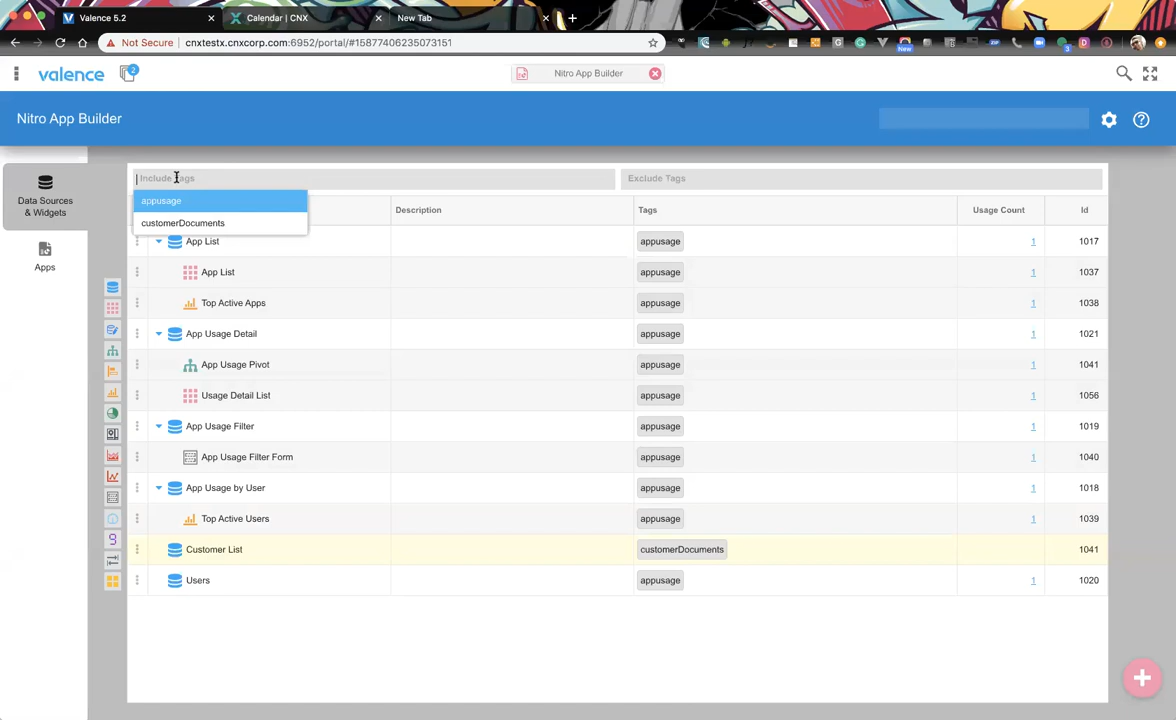 Valence 5.2
Calendar | CNX
New Tab
Not Secure
cnxtestx.cnxcorp.com:6952/portal/#15877406235073151
New
3
valence
2
Nitro App Builder
Nitro App Builder
Data Sources
& Widgets
Apps
Include Tags
Exclude Tags
appusage
customerDocuments
Description
Tags
Usage Count
Id
App List
appusage
1
1017
App List
appusage
1
1037
Top Active Apps
appusage
1
1038
App Usage Detail
appusage
1
1021
App Usage Pivot
appusage
1
1041
Usage Detail List
appusage
1
1056
App Usage Filter
appusage
1
1019
App Usage Filter Form
appusage
1
1040
App Usage by User
appusage
1
1018
Top Active Users
appusage
1
1039
Customer List
customerDocuments
1041
Users
appusage
1
1020